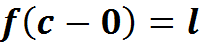 f(c − 0) = l